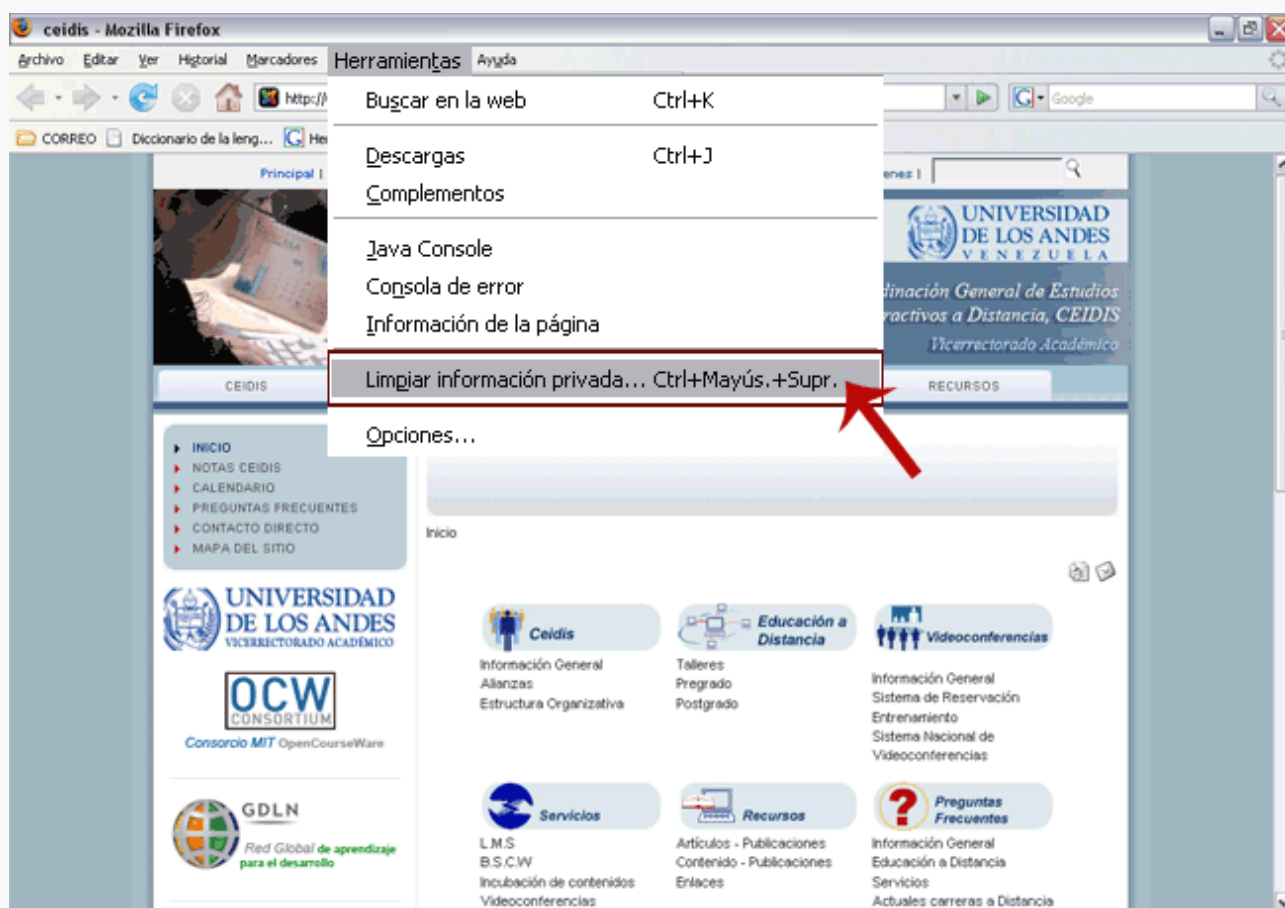 ceidis - Mozilla Firefox
Archivo Editar Ver Historial Marcadores Herramientas Ayuda
http://
Google
CORREO Diccionario de la leng...
Buscar en la web Ctrl+K
Descargas Ctrl+J
Complementos
Java Console
Consola de error
Información de la página
Limpiar información privada... Ctrl+Mayús.+Supr.
Opciones...
Principal |
UNIVERSIDAD
DE LOS ANDES
VENEZUELA
General de Estudios
a Distancia, CEIDIS
Vicerrectorado Académico
CEIDIS
RECURSOS
INICIO
NOTAS CEIDIS
CALENDARIO
PREGUNTAS FRECUENTES
CONTACTO DIRECTO
MAPA DEL SITIO
Inicio
UNIVERSIDAD
DE LOS ANDES
VICERRECTORADO ACADÉMICO
OCW
CONSORTIUM
Consorcio MIT OpenCourseWare
GDLN
Red Global de aprendizaje
para el desarrollo
Ceidis
Información General
Alianzas
Estructura Organizativa
Educación a
Distancia
Talleres
Pregrado
Postgrado
Videoconferencias
Información General
Sistema de Reservación
Entrenamiento
Sistema Nacional de
Videoconferencias
Servicios
L.M.S
B.S.C.W
Incubación de contenidos
Videoconferencias
Recursos
Artículos - Publicaciones
Contenido - Publicaciones
Enlaces
Preguntas
Frecuentes
Información General
Educación a Distancia
Servicios
Actuales carreras a Distancia